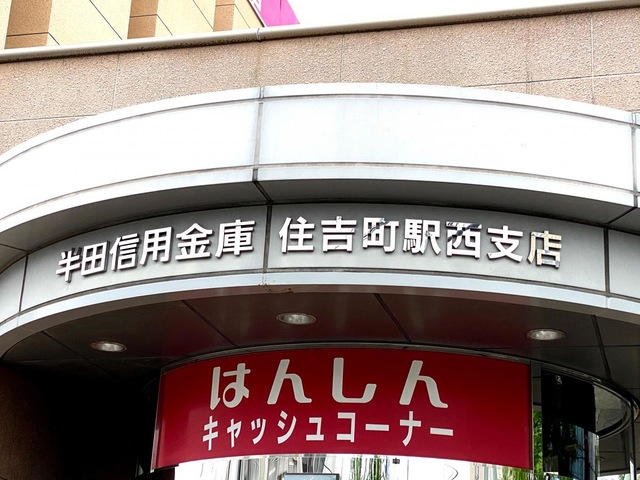 半田信用金庫 住吉町駅西支店
はんしん
キャッシュコーナー